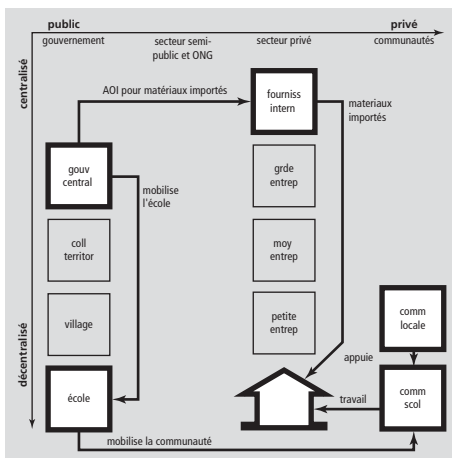 public
privé
gouvernement
secteur semi-
public et ONG
secteur privé
communautés
centralisé
AOI pour matériaux importés
fourniss
intern
materiaux
importés
gouv
central
mobilise
l'école
grde
entrep
coll
territor
moy
entrep
village
petite
entrep
comm
locale
décentralisé
appuie
école
travail
comm
scol
mobilise la communauté